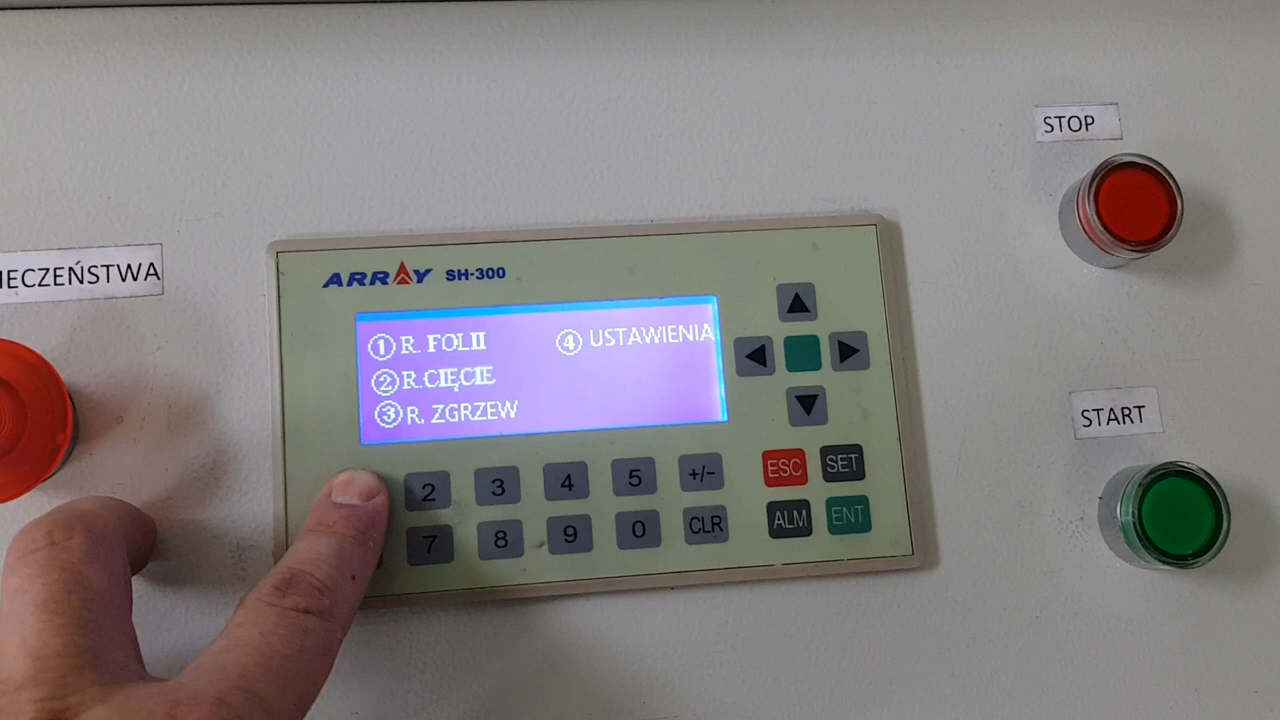 STOP
IECZEŃSTWA
ARRAY SH-300
① R. FOLII ④ USTAWIENIA
② R.CIĘCIE
③ R. ZGRZEW
START
2 3 4 5 +/- ESC SET
7 8 9 0 CLR ALM ENT